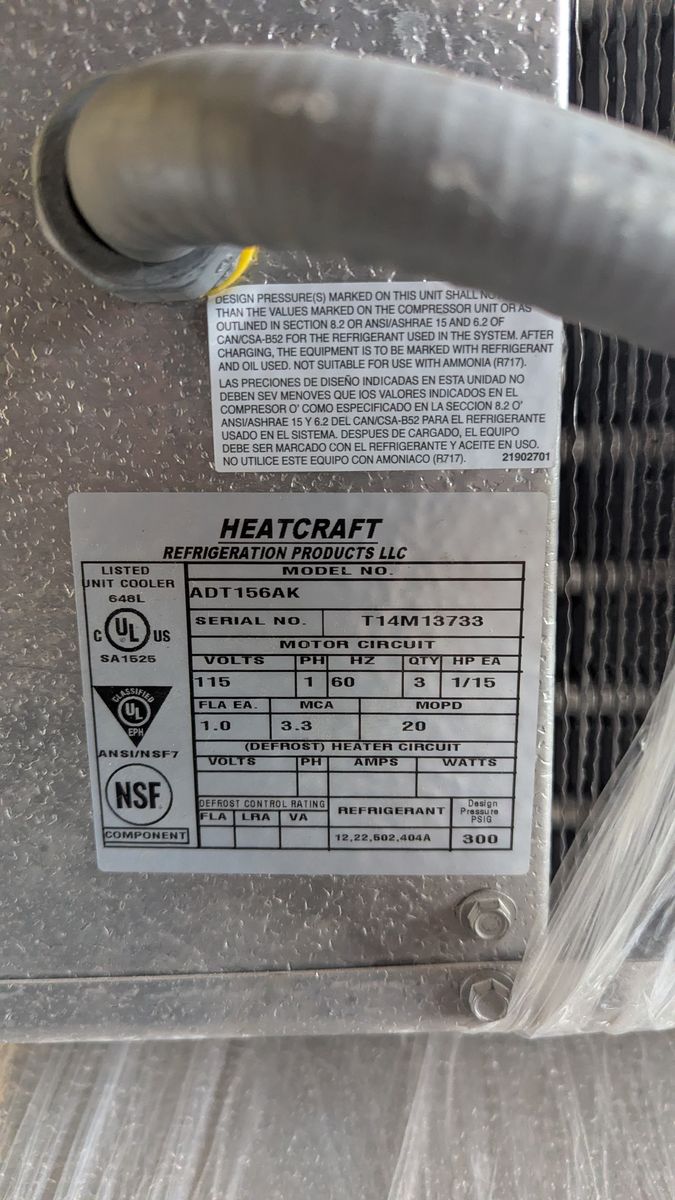 DESIGN PRESSURE(S) MARKED ON THIS UNIT SHALL
THAN THE VALUES MARKED ON THE COMPRESSOR UNIT OR AS
OUTLINED IN SECTION 8.2 OR ANSI/ASHRAE 15 AND 6.2 OF
CAN/CSA-B52 FOR THE REFRIGERANT USED IN THE SYSTEM. AFTER
CHARGING, THE EQUIPMENT IS TO BE MARKED WITH REFRIGERANT
AND OIL USED. NOT SUITABLE FOR USE WITH AMMONIA (R717).
LAS PRECIONES DE DISEÑO INDICADAS EN ESTA UNIDAD NO
DEBEN SEV MENOVES QUE IOS VALORES INDICADOS EN EL
COMPRESOR O' COMO ESPECIFICADO EN LA SECCION 8.2 O'
ANSI/ASHRAE 15 Y 6.2 DEL CAN/CSA-B52 PARA EL REFRIGERANTE
USADO EN EL SISTEMA. DESPUES DE CARGADO, EL EQUIPO
DEBE SER MARCADO CON EL REFRIGERANTE Y ACEITE EN USO.
NO UTILICE ESTE EQUIPO CON AMONIACO (R717). 21902701
HEATCRAFT
REFRIGERATION PRODUCTS LLC
LISTED
UNIT COOLER
648L
C UL US
SA1525
CLASSIFIED
UL
EPH
ANSI/NSF7
NSF
COMPONENT
MODEL NO.
ADT156AK
SERIAL NO. T14M13733
MOTOR CIRCUIT
VOLTS PH HZ QTY HP EA
115 1 60 3 1/15
FLA EA. MCA MOPD
1.0 3.3 20
(DEFROST) HEATER CIRCUIT
VOLTS PH AMPS WATTS
DEFROST CONTROL RATING
FLA LRA VA
REFRIGERANT
12,22,502,404A
Design
Pressure
PSIG
300